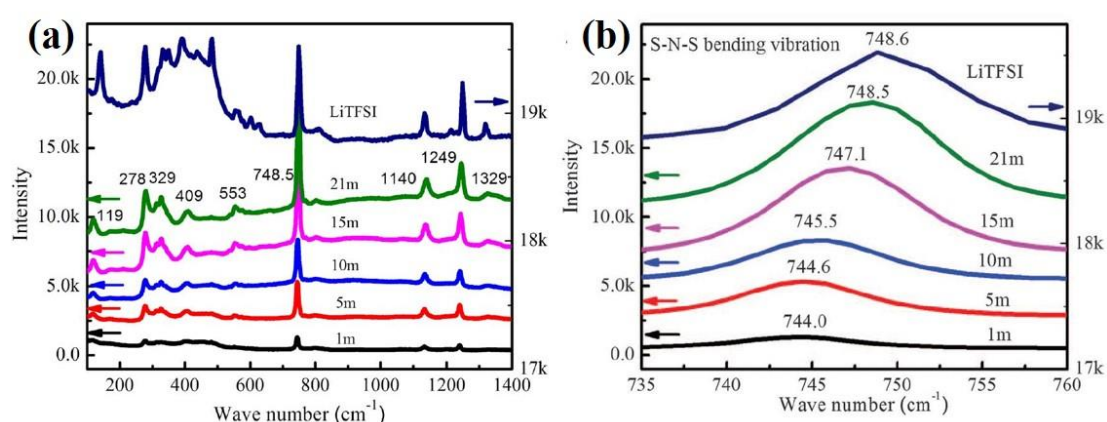 (a)
20.0k
15.0k
10.0k
5.0k
0.0
Intensity
19k
18k
17k
LiTFSI
278 329
119
409
553
748.5
1140
1249
1329
21m
15m
10m
5m
1m
200 400 600 800 1000 1200 1400
Wave number (cm-1)
(b)
S-N-S bending vibration
20.0k
15.0k
10.0k
5.0k
0.0
Intensity
19k
18k
17k
748.6
LiTFSI
748.5
21m
747.1
15m
745.5
10m
744.6
5m
744.0
1m
735 740 745 750 755 760
Wave number (cm-1)